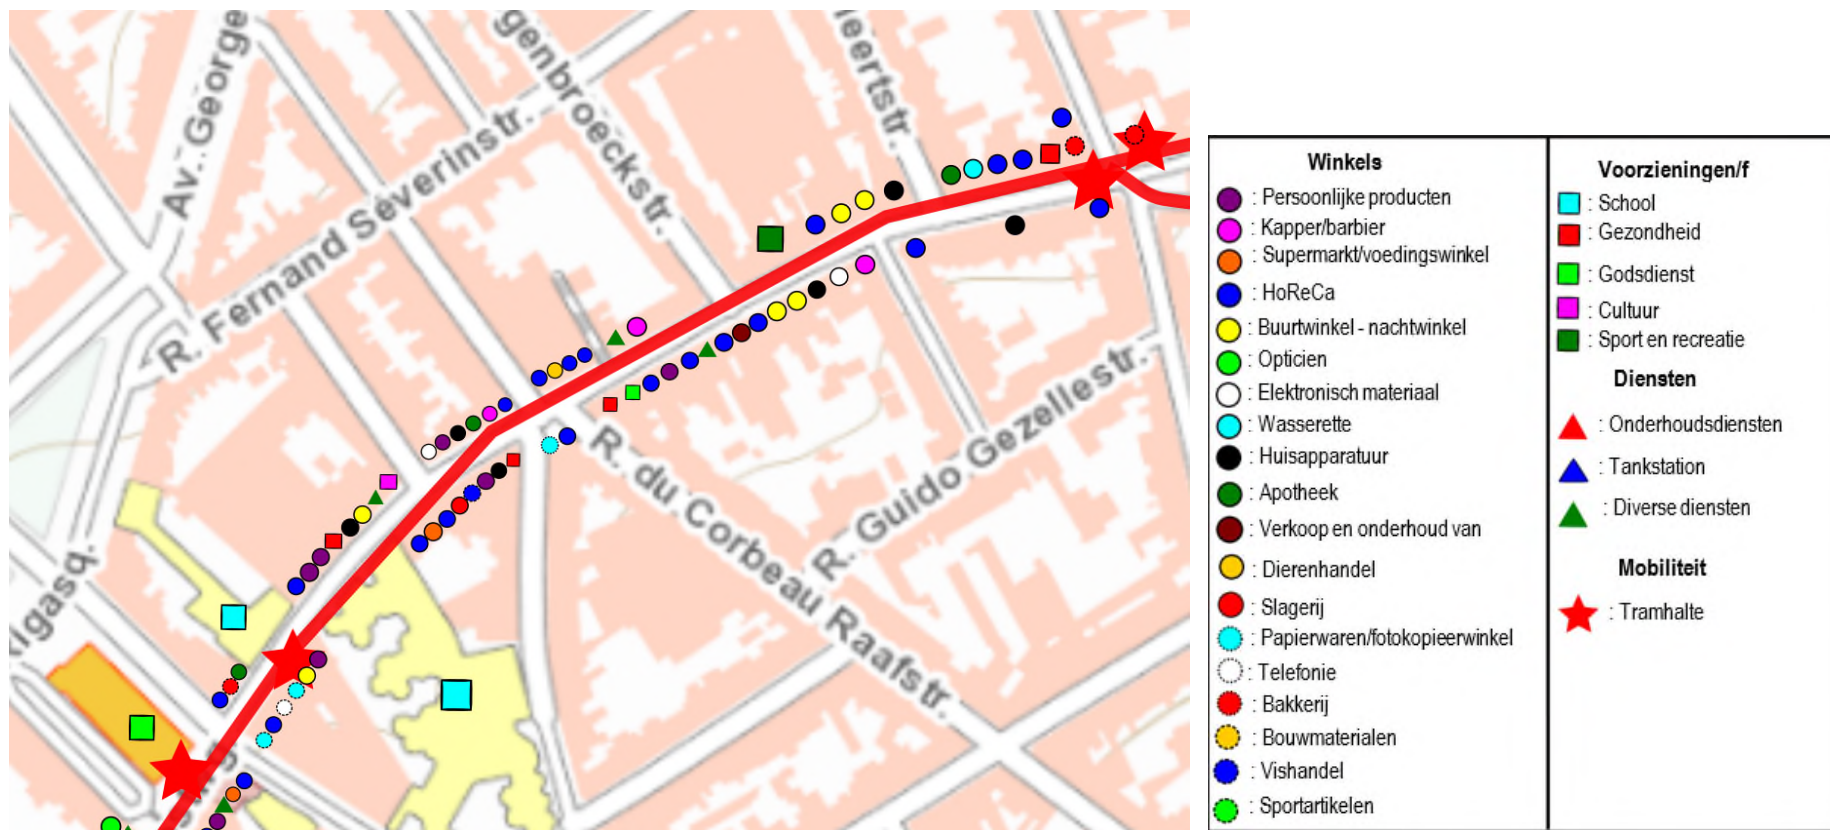 Av. George
genbroeckstr.
eertstr.
R. Fernand Séverinstr.
R. Guido Gezellestr.
R. du Corbeau Raafstr.
lgasq.
Winkels
: Persoonlijke producten
: Kapper/barbier
: Supermarkt/voedingswinkel
: HoReCa
: Buurtwinkel - nachtwinkel
: Opticien
: Elektronisch materiaal
: Wasserette
: Huisapparatuur
: Apotheek
: Verkoop en onderhoud van
: Dierenhandel
: Slagerij
: Papierwaren/fotokopieerwinkel
: Telefonie
: Bakkerij
: Bouwmaterialen
: Vishandel
: Sportartikelen
Voorzieningen/f
: School
: Gezondheid
: Godsdienst
: Cultuur
: Sport en recreatie
Diensten
: Onderhoudsdiensten
: Tankstation
: Diverse diensten
Mobiliteit
: Tramhalte